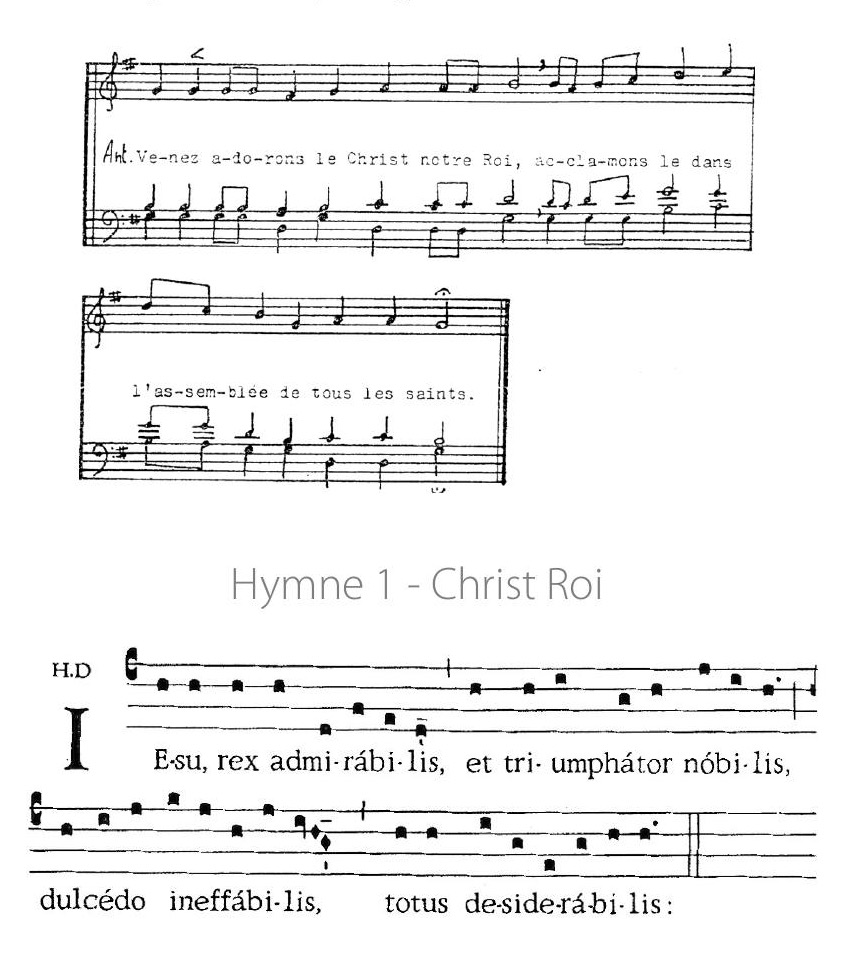 Ant. Ve-nez a-do-rons le Christ notre Roi, ac-cla-mons le dans
l'as-sem-blée de tous les saints.
Hymne 1 - Christ Roi
H.D
IE-su, rex admi-rábi-lis, et tri-umphátor nóbi-lis,
dulcédo ineffábi-lis, totus de-side-rá-bi-lis: